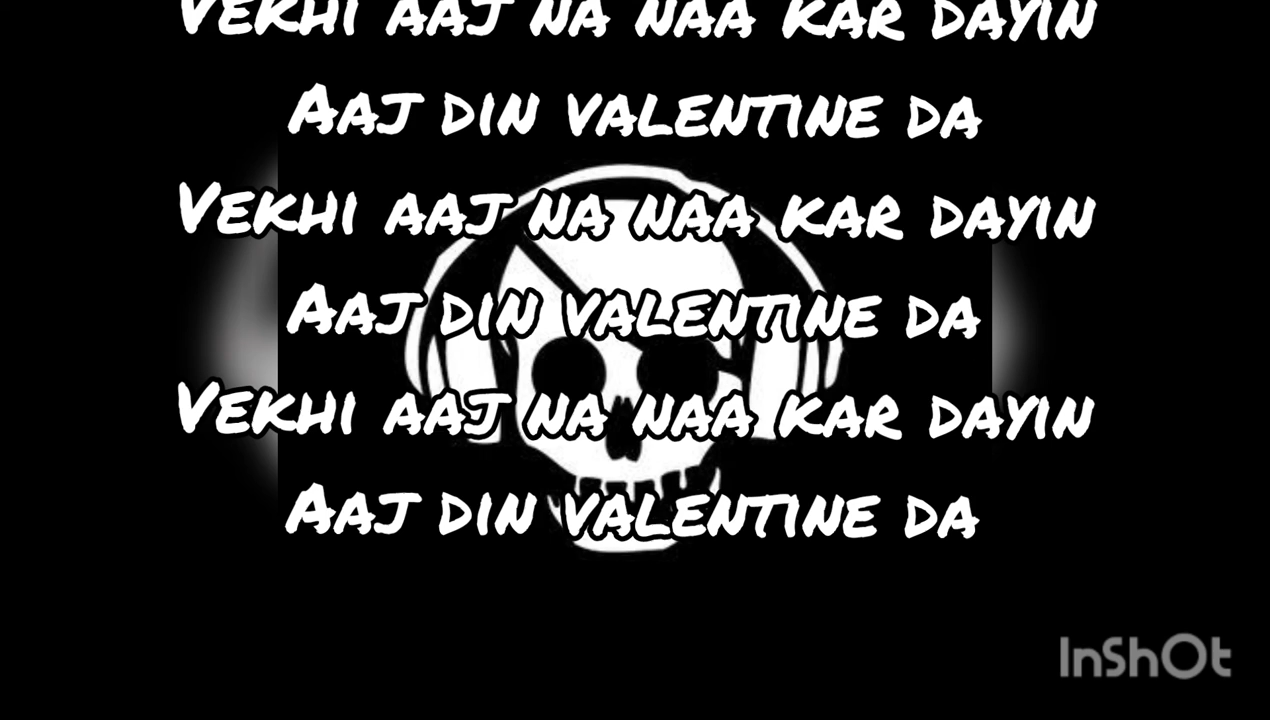 Vekhi aaj na naa kar dayin
Aaj din valentine da
Vekhi aaj na naa kar dayin
Aaj din valentine da
Vekhi aaj na naa kar dayin
Aaj din valentine da
InShOt